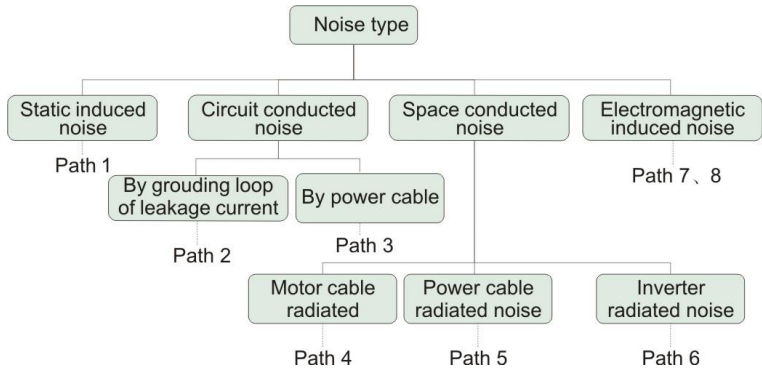 Noise type
Static induced
noise
Circuit conducted
noise
Space conducted
noise
Electromagnetic
induced noise
Path 1
By grouding loop
of leakage current
By power cable
Path 7、8
Path 2
Path 3
Motor cable
radiated
Power cable
radiated noise
Inverter
radiated noise
Path 4
Path 5
Path 6